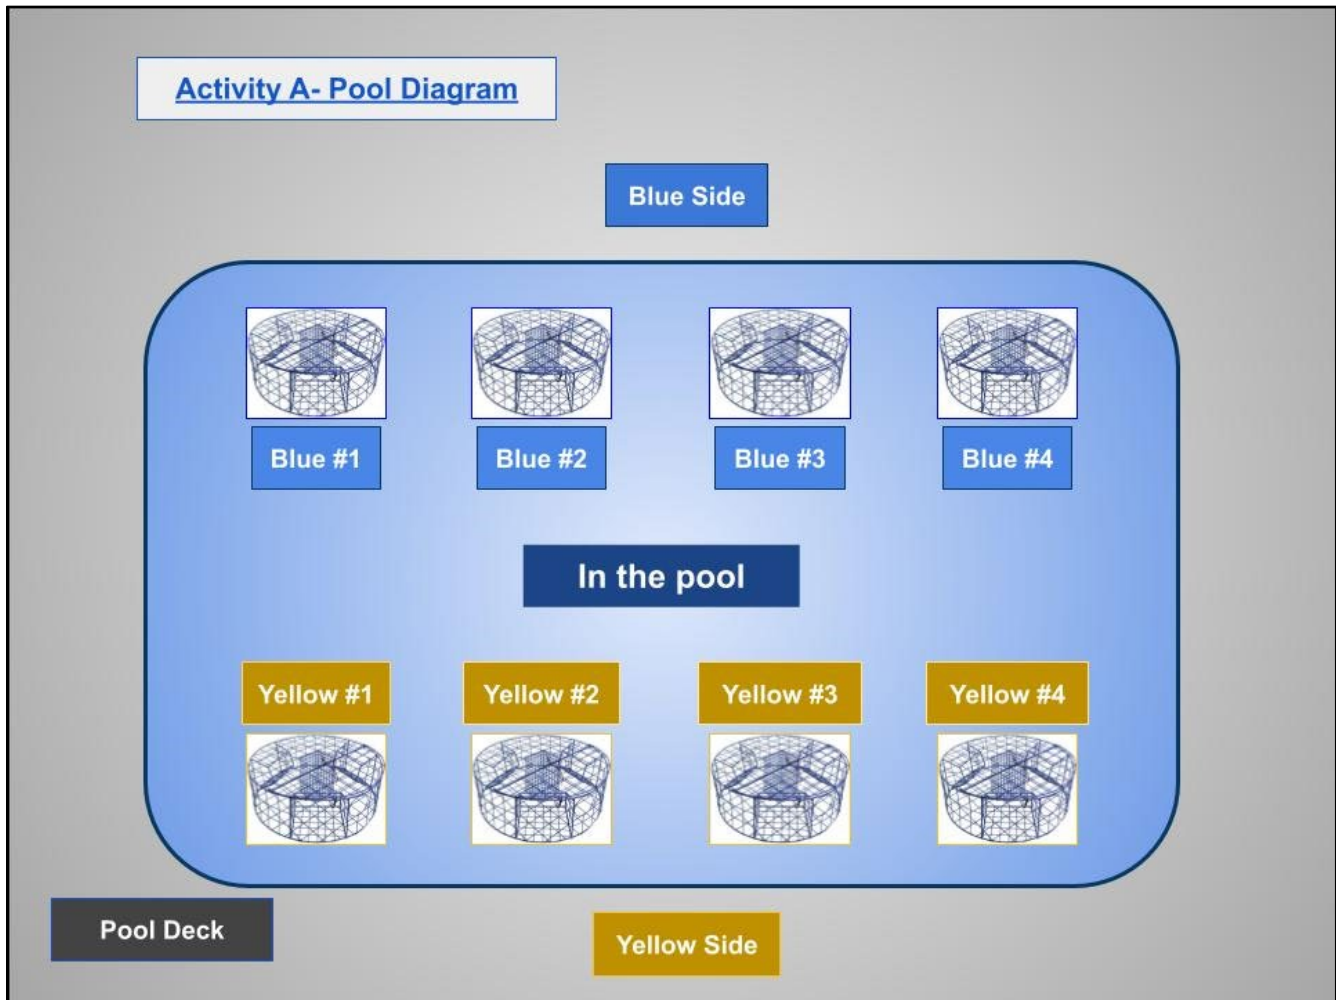 Activity A- Pool Diagram
Blue Side
Blue #1
Blue #2
Blue #3
Blue #4
In the pool
Yellow #1
Yellow #2
Yellow #3
Yellow #4
Pool Deck
Yellow Side